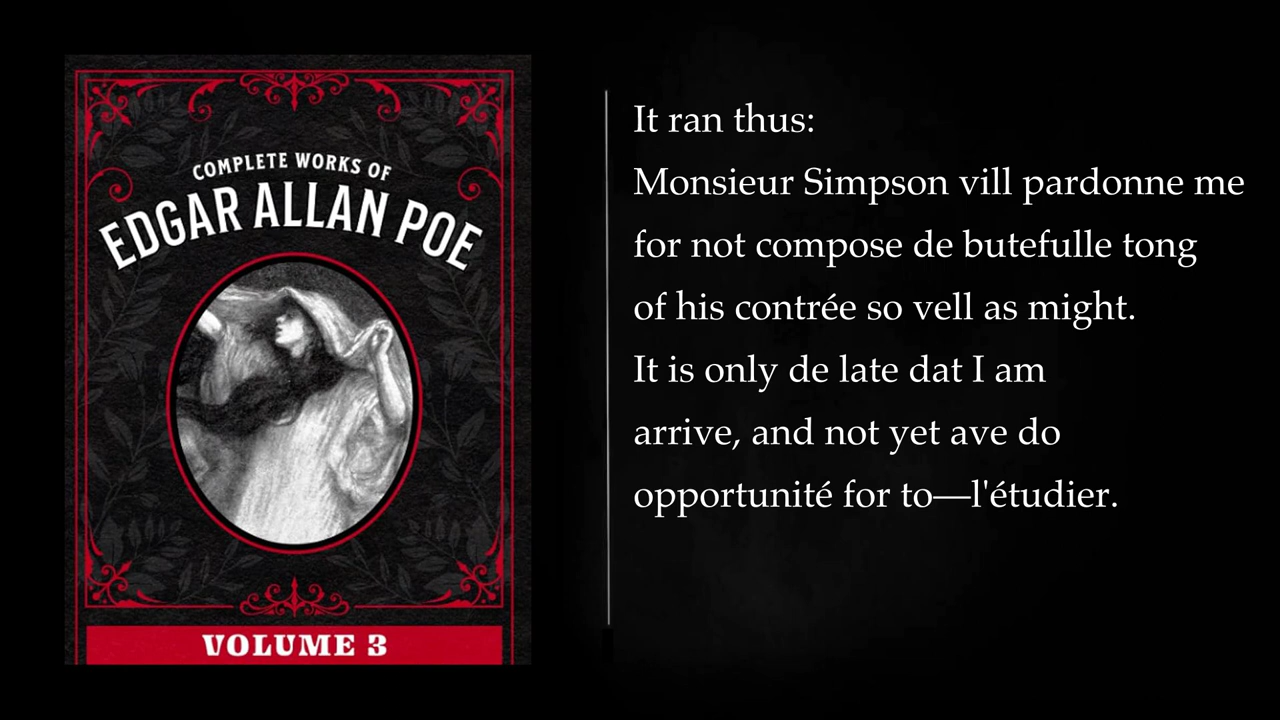 COMPLETE WORKS OF
EDGAR ALLAN POE
VOLUME 3
It ran thus:
Monsieur Simpson vill pardonne me
for not compose de butefulle tong
of his contrée so vell as might.
It is only de late dat I am
arrive, and not yet ave do
opportunité for to—l'étudier.